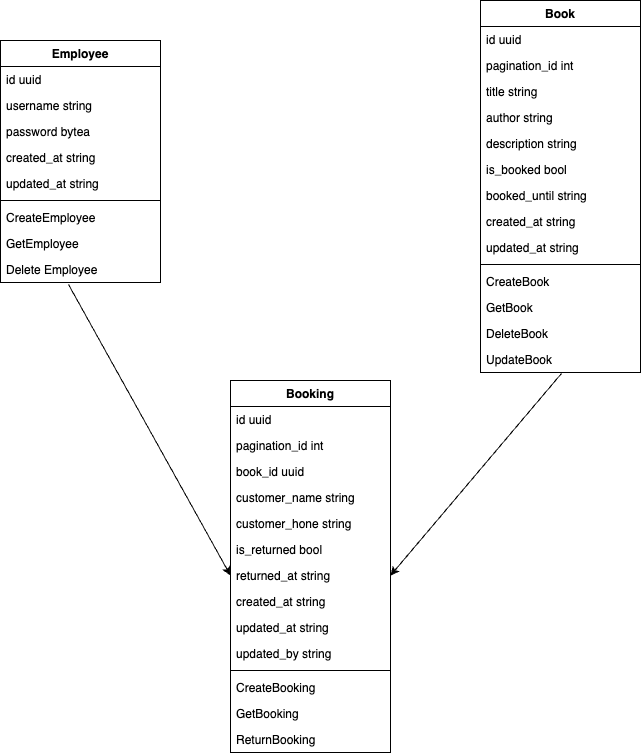 Employee
id uuid
username string
password bytea
created_at string
updated_at string
CreateEmployee
GetEmployee
Delete Employee
Book
id uuid
pagination_id int
title string
author string
description string
is_booked bool
booked_until string
created_at string
updated_at string
CreateBook
GetBook
DeleteBook
UpdateBook
Booking
id uuid
pagination_id int
book_id uuid
customer_name string
customer_hone string
is_returned bool
returned_at string
created_at string
updated_at string
updated_by string
CreateBooking
GetBooking
ReturnBooking